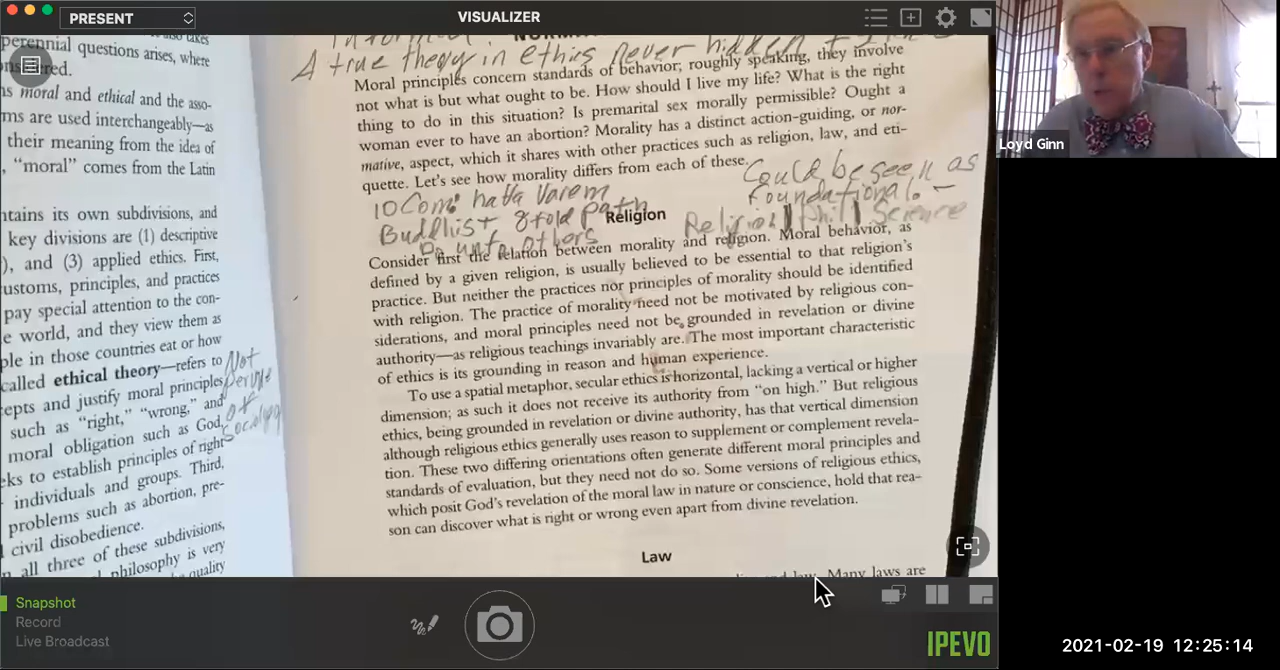 PRESENT
VISUALIZER
perennial questions arises, where
ns moral and ethical and the asso-
ms are used interchangeably—as
their meaning from the idea of
, "moral" comes from the Latin
ntains its own subdivisions, and
key divisions are (1) descriptive
), and (3) applied ethics. First,
ustoms, principles, and practices
pay special attention to the con-
e world, and they view them as
ple in those countries eat or how
called ethical theory—refers to
cepts and justify moral principles
such as "right," "wrong," and
moral obligation such as God,
ks to establish principles of right
individuals and groups. Third,
problems such as abortion, pre-
civil disobedience.
all three of these subdivisions,
philosophy is very
quality
Not
or
A true theory in ethics never hidden
Moral principles concern standards of behavior; roughly speaking, they involve
not what is but what ought to be. How should I live my life? What is the right
thing to do in this situation? Is premarital sex morally permissible? Ought a
woman ever to have an abortion? Morality has a distinct action-guiding, or nor-
mative, aspect, which it shares with other practices such as religion, law, and eti-
quette. Let's see how morality differs from each of these.
Could be seen as
Foundational -
Religion Phil Science
10 Com hatha Varem
Buddhist 8 fold path
Do unto others
Religion
Consider first the relation between morality and religion. Moral behavior, as
defined by a given religion, is usually believed to be essential to that religion's
practice. But neither the practices nor principles of morality should be identified
with religion. The practice of morality need not be motivated by religious con-
siderations, and moral principles need not be grounded in revelation or divine
authority—as religious teachings invariably are. The most important characteristic
of ethics is its grounding in reason and human experience.
To use a spatial metaphor, secular ethics is horizontal, lacking a vertical or higher
dimension; as such it does not receive its authority from "on high." But religious
ethics, being grounded in revelation or divine authority, has that vertical dimension
although religious ethics generally uses reason to supplement or complement revela-
tion. These two differing orientations often generate different moral principles and
standards of evaluation, but they need not do so. Some versions of religious ethics,
which posit God's revelation of the moral law in nature or conscience, hold that rea-
son can discover what is right or wrong even apart from divine revelation.
Law
Many laws are
Snapshot
Record
Live Broadcast
IPEVO
Loyd Ginn
2021-02-19 12:25:14